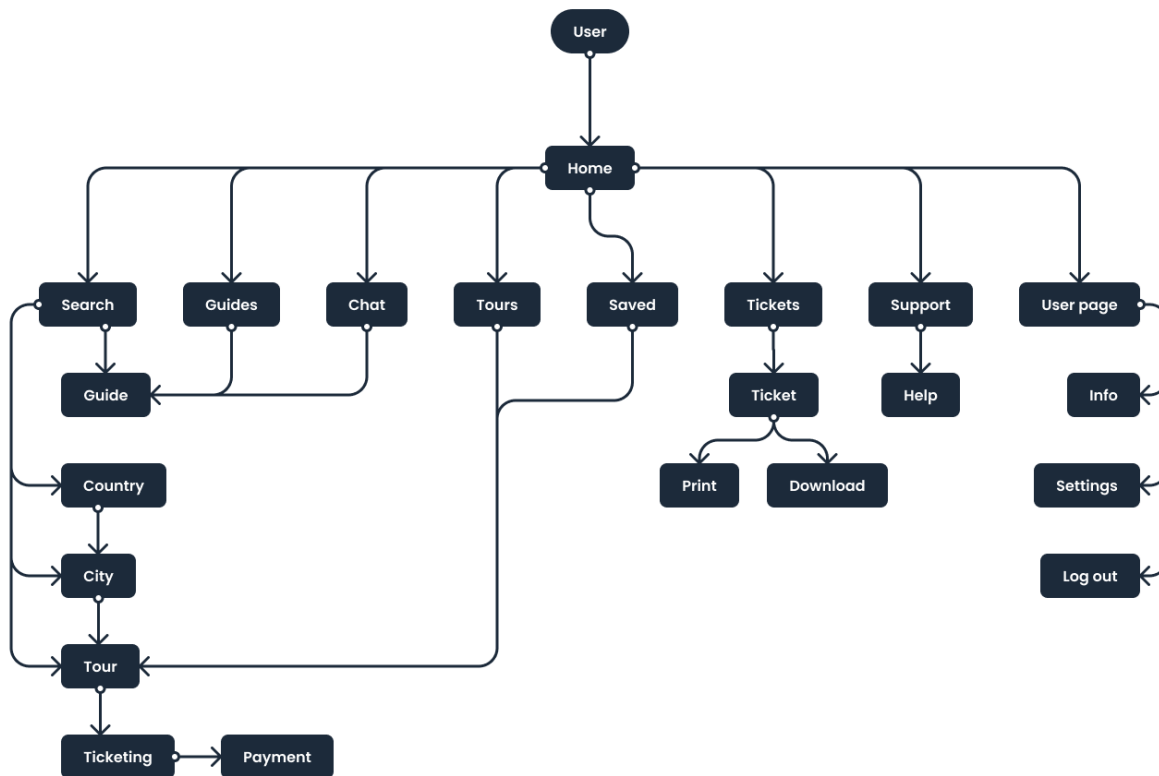 User
Home
Search
Guides
Chat
Tours
Saved
Tickets
Support
User page
Guide
Ticket
Help
Info
Country
Print
Download
Settings
City
Log out
Tour
Ticketing
Payment